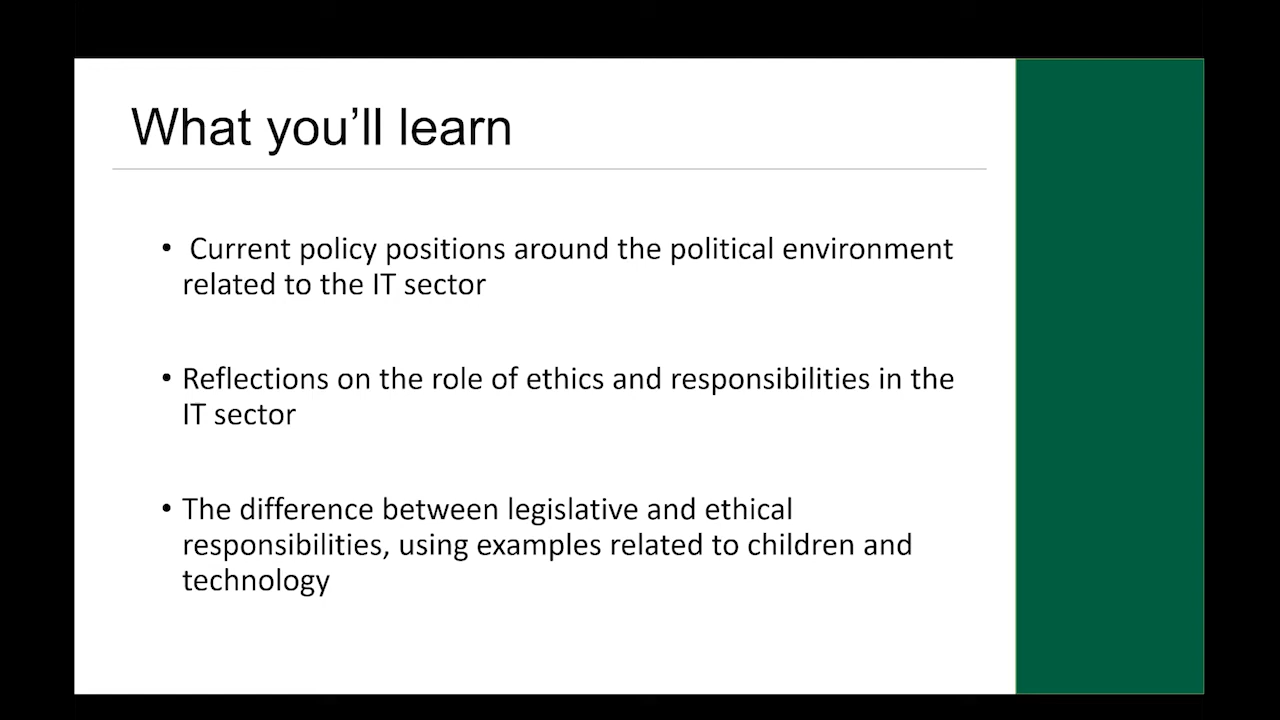 What you’ll learn
• Current policy positions around the political environment
related to the IT sector
• Reflections on the role of ethics and responsibilities in the
IT sector
• The difference between legislative and ethical
responsibilities, using examples related to children and
technology